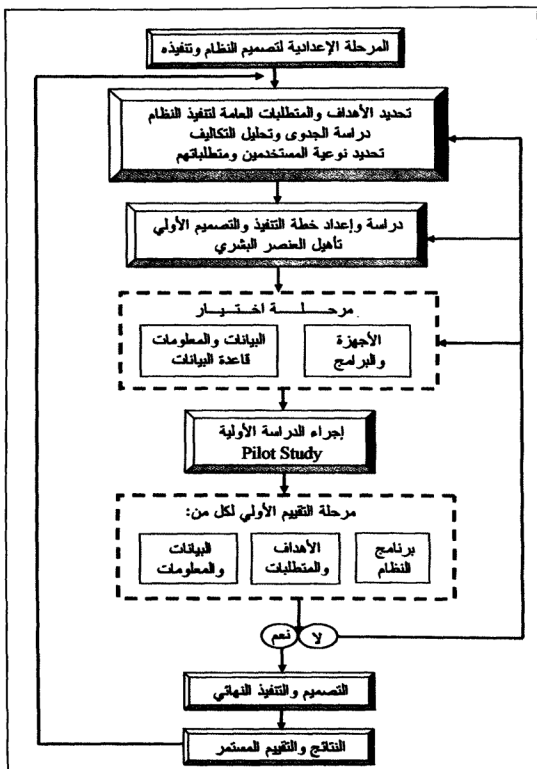 المرحلة الإعدادية لتصميم النظام وتنفيذه
تحديد الأهداف والمتطلبات العامة لتنفيذ النظام
دراسة الجدوى وتحليل التكاليف
تحديد نوعية المستخدمين ومتطلباتهم
دراسة وإعداد خطة التنفيذ والتصميم الأولي
تأهيل العنصر البشري
مرحلة اختيار
الأجهزة
والبرامج
البيانات والمعلومات
قاعدة البيانات
إجراء الدراسة الأولية
Pilot Study
مرحلة التقييم الأولي لكل من:
برنامج
النظام
الأهداف
والمتطلبات
البيانات
والمعلومات
لا
نعم
التصميم والتنفيذ النهائي
النتائج والتقييم المستمر